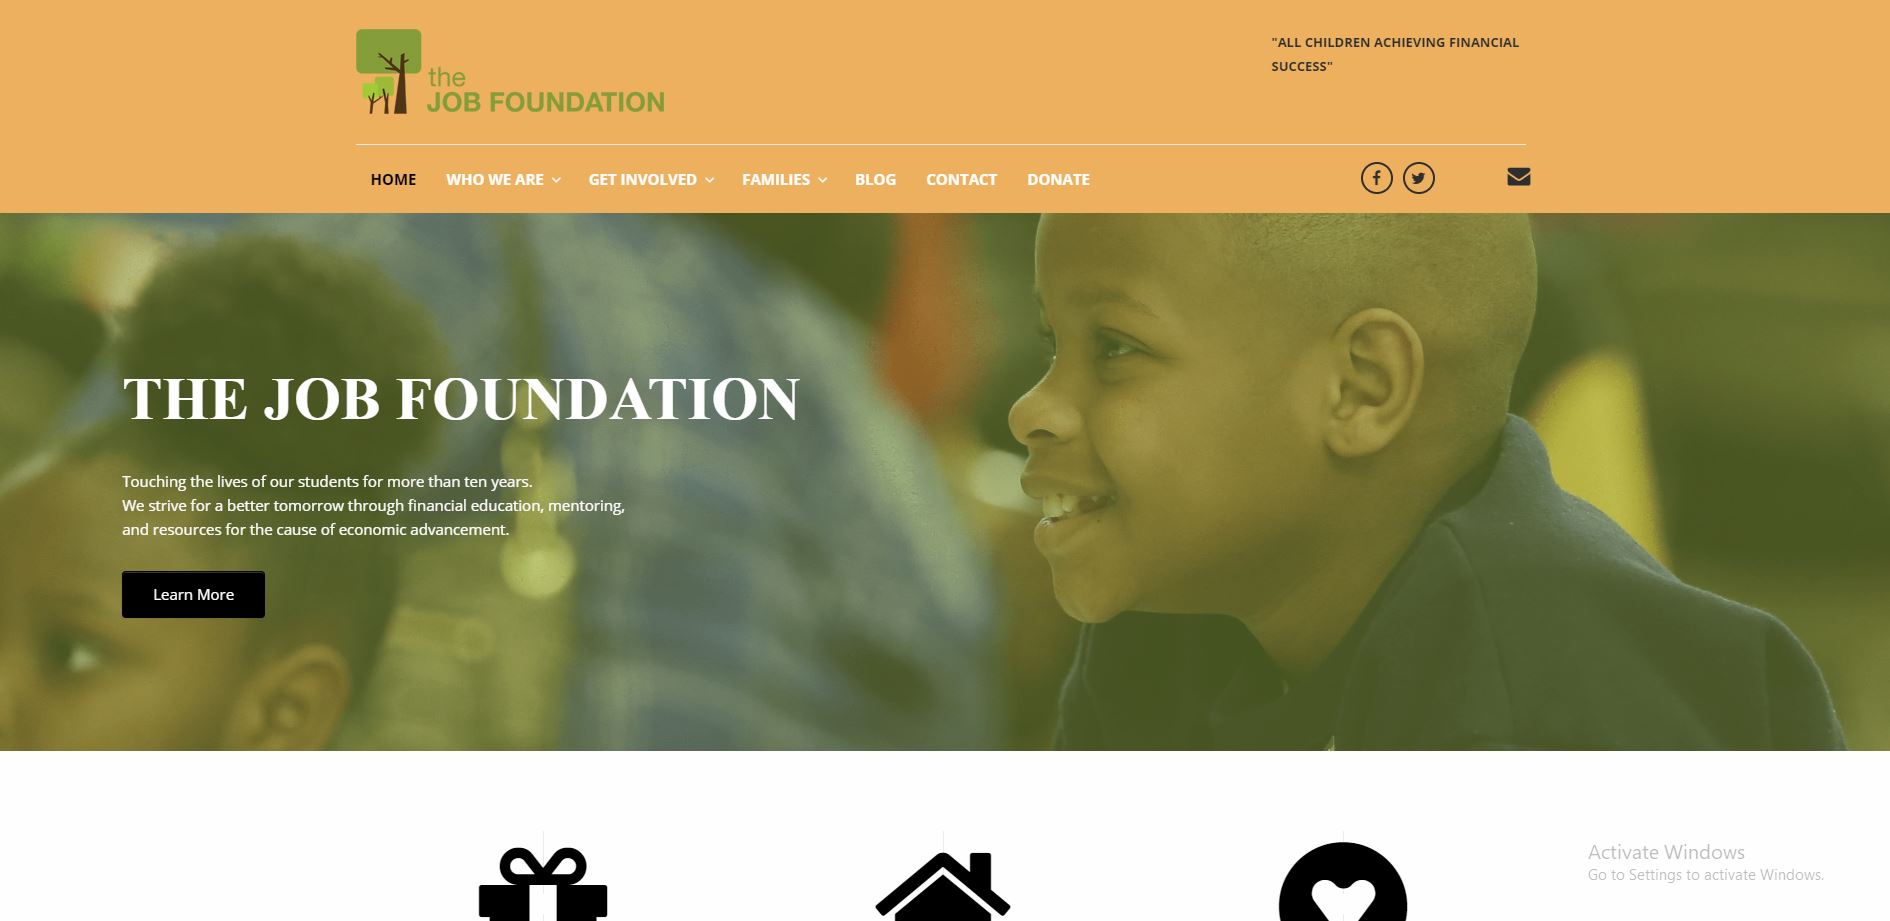 the
JOB FOUNDATION
"ALL CHILDREN ACHIEVING FINANCIAL
SUCCESS"
HOME WHO WE ARE GET INVOLVED FAMILIES BLOG CONTACT DONATE
THE JOB FOUNDATION
Touching the lives of our students for more than ten years.
We strive for a better tomorrow through financial education, mentoring,
and resources for the cause of economic advancement.
Learn More
Activate Windows
Go to Settings to activate Windows.